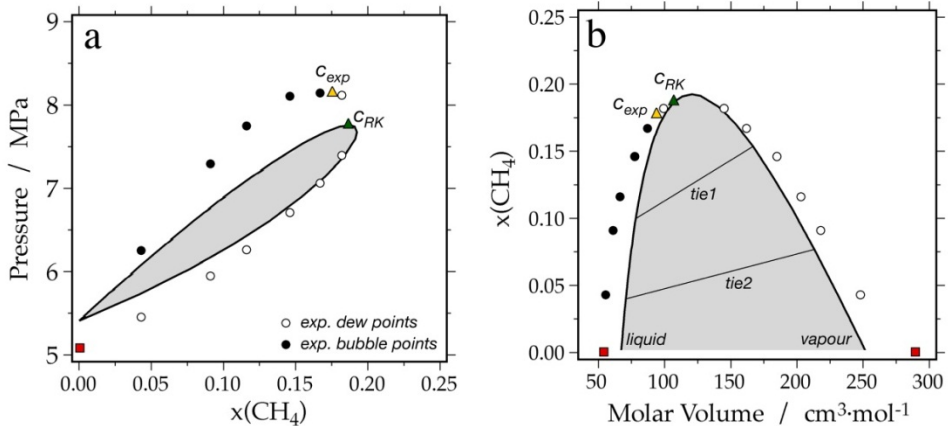 a
9
8
7
6
5
Pressure / MPa
c_exp
c_RK
exp. dew points
exp. bubble points
0.00 0.05 0.10 0.15 0.20 0.25
x(CH₄)
b
0.25
0.20
0.15
0.10
0.05
0.00
x(CH₄)
c_RK
c_exp
tie1
tie2
liquid vapour
50 100 150 200 250 300
Molar Volume / cm³·mol⁻¹